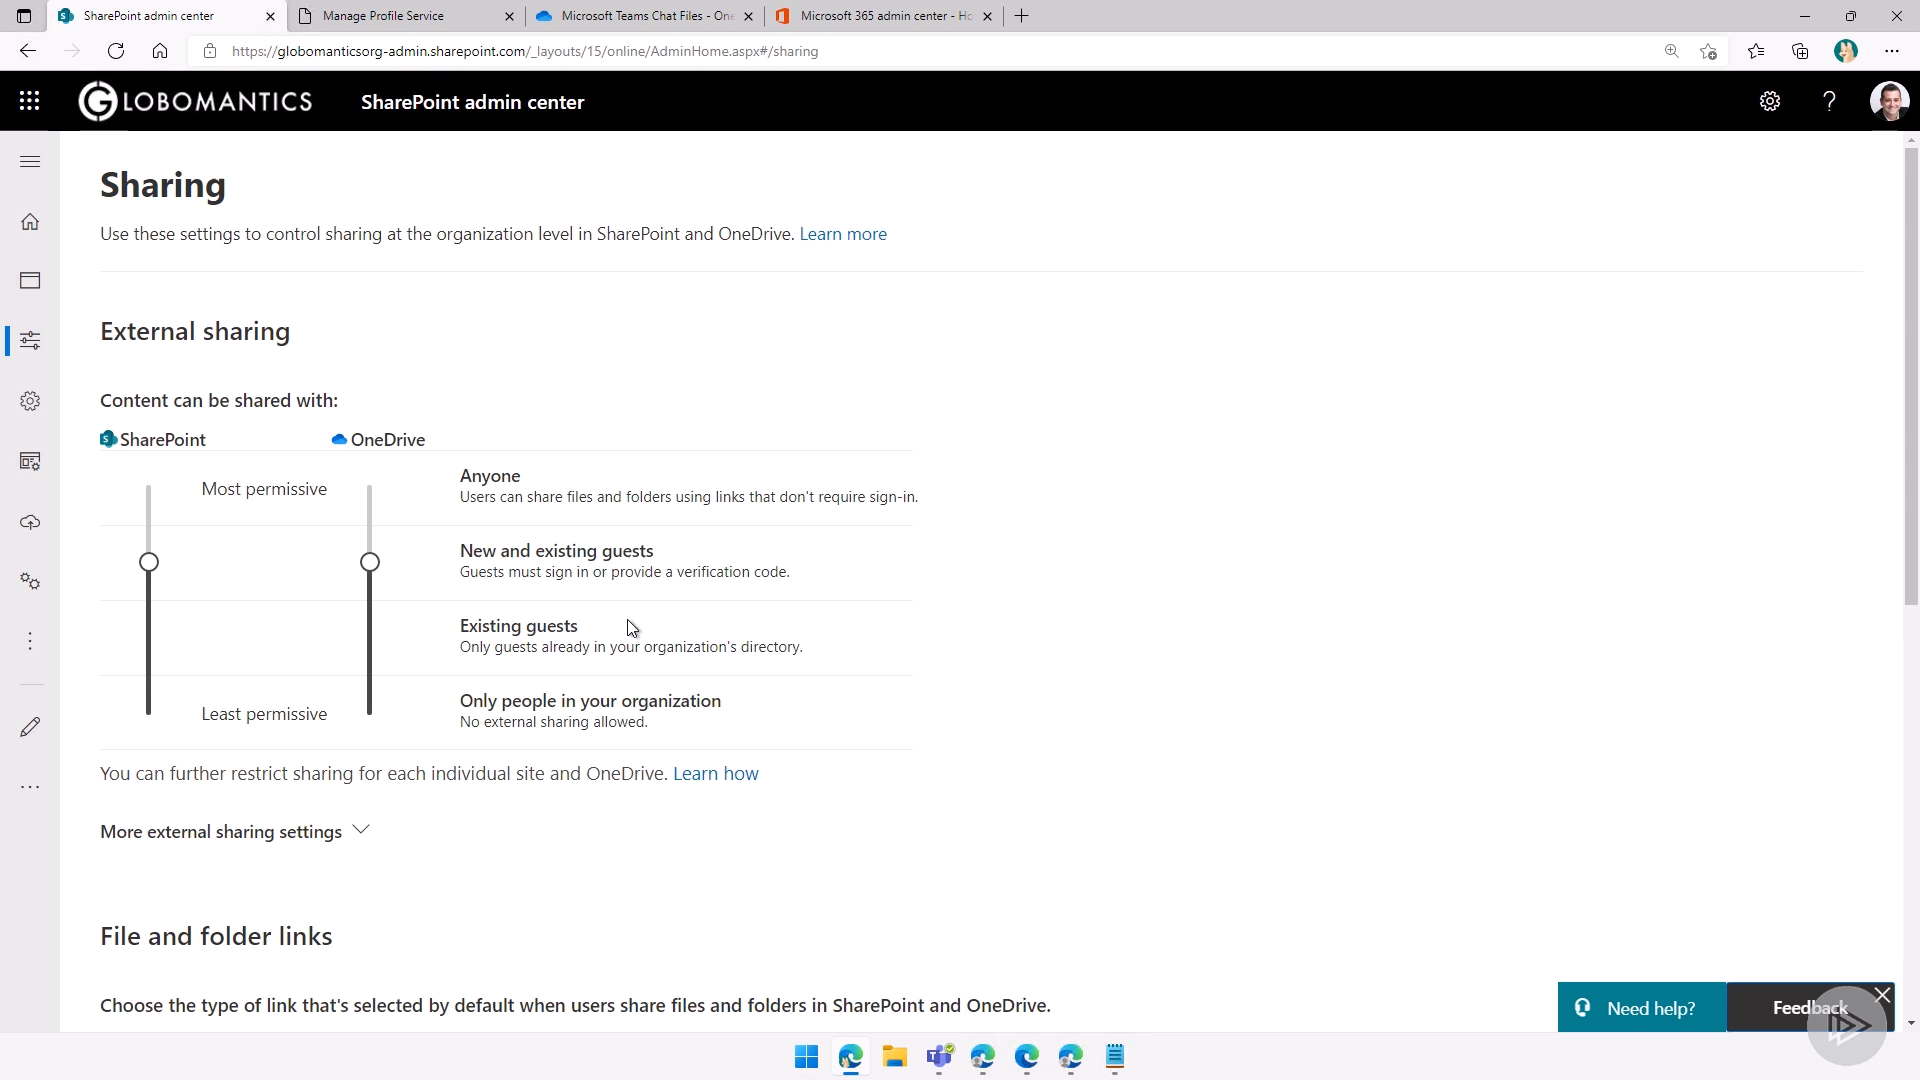 SharePoint admin center
Manage Profile Service
Microsoft Teams Chat Files - One
Microsoft 365 admin center - Ho
https://globomanticsorg-admin.sharepoint.com/_layouts/15/online/AdminHome.aspx#/sharing
GLOBOMANTICS
SharePoint admin center
Sharing
Use these settings to control sharing at the organization level in SharePoint and OneDrive. Learn more
External sharing
Content can be shared with:
SharePoint
OneDrive
Most permissive
Anyone
Users can share files and folders using links that don't require sign-in.
New and existing guests
Guests must sign in or provide a verification code.
Existing guests
Only guests already in your organization's directory.
Least permissive
Only people in your organization
No external sharing allowed.
You can further restrict sharing for each individual site and OneDrive. Learn how
More external sharing settings
File and folder links
Choose the type of link that's selected by default when users share files and folders in SharePoint and OneDrive.
Need help?
Feedback